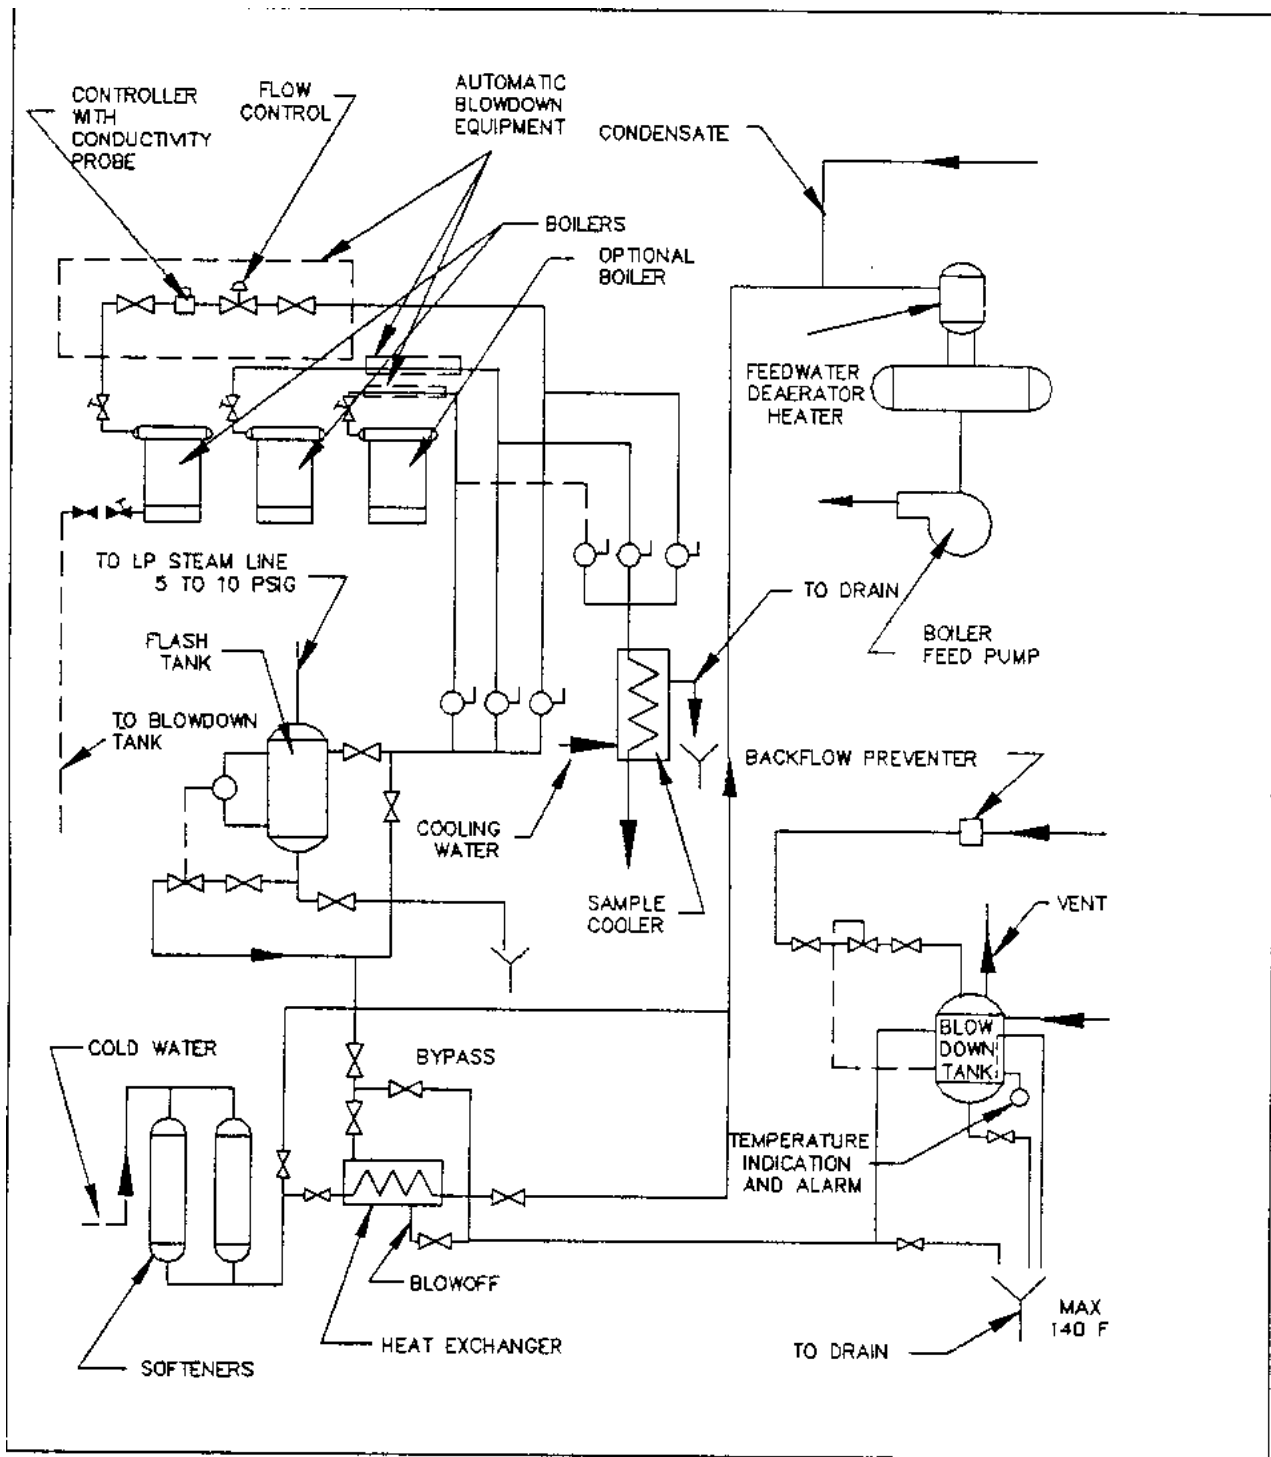 CONTROLLER
WITH
CONDUCTIVITY
PROBE
FLOW
CONTROL
AUTOMATIC
BLOWDOWN
EQUIPMENT
CONDENSATE
BOILERS
OPTIONAL
BOILER
FEEDWATER
DEAERATOR
HEATER
TO LP STEAM LINE
5 TO 10 PSIG
TO DRAIN
BOILER
FEED PUMP
FLASH
TANK
TO BLOWDOWN
TANK
BACKFLOW PREVENTER
COOLING
WATER
SAMPLE
COOLER
VENT
BLOW
DOWN
TANK
COLD WATER
BYPASS
TEMPERATURE
INDICATION
AND ALARM
BLOWOFF
HEAT EXCHANGER
SOFTENERS
TO DRAIN
MAX
140 F